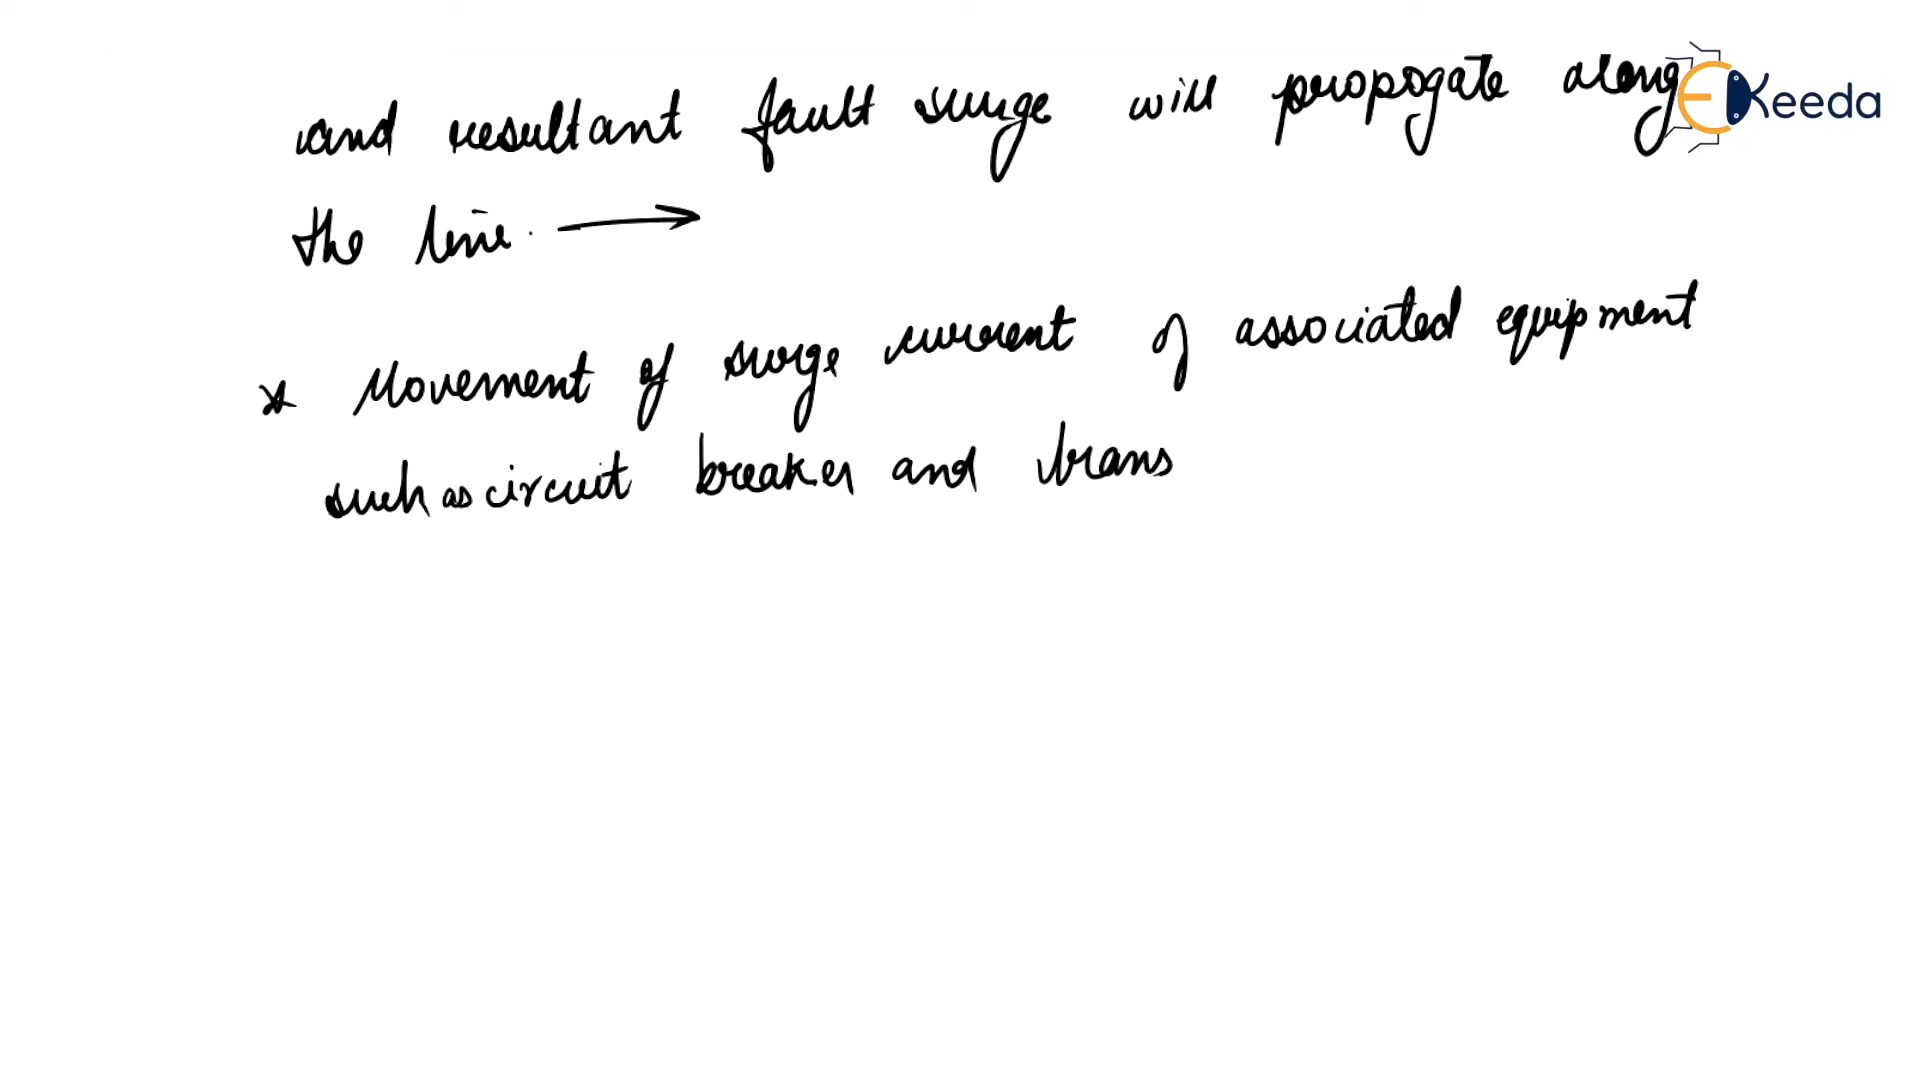 and resultant fault surge will propogate along
the line. →
* Movement of surge current of associated equipment
such as circuit breaker and trans
EKeeda